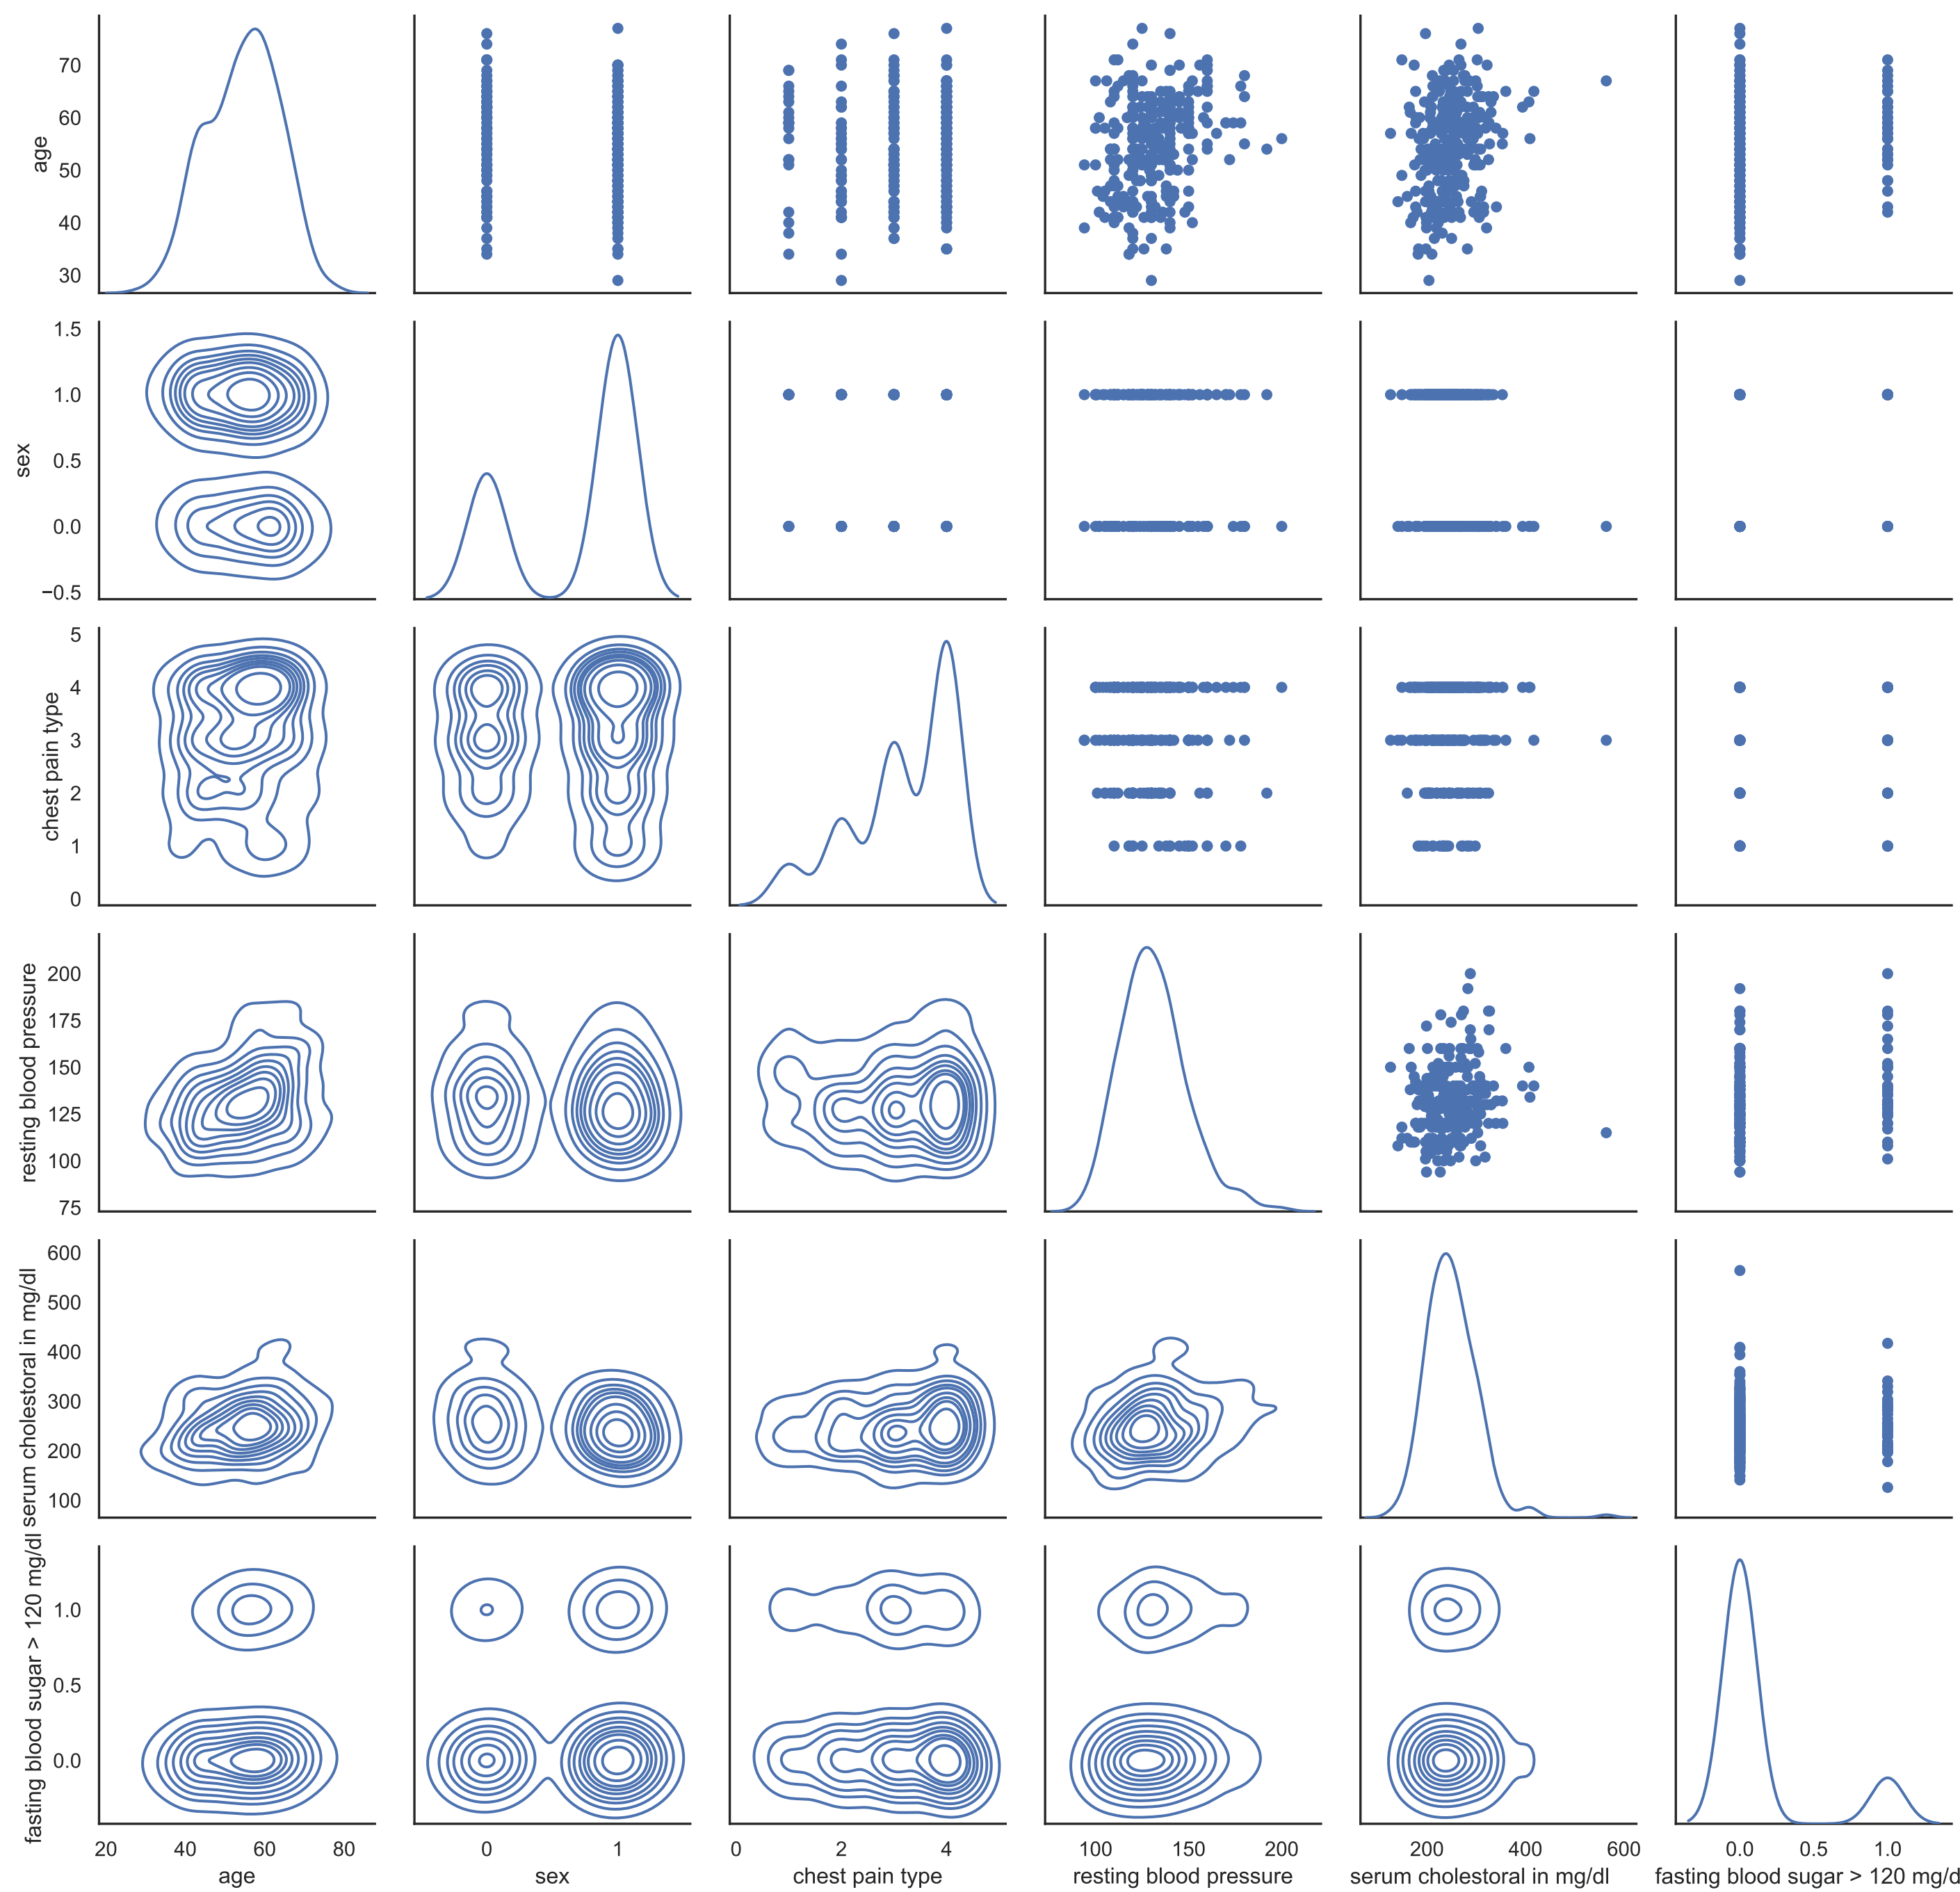 70
60
50
40
30
age
1.5
1.0
0.5
0.0
−0.5
sex
5
4
3
2
1
0
chest pain type
200
175
150
125
100
75
resting blood pressure
600
500
400
300
200
100
serum cholestoral in mg/dl
1.0
0.5
0.0
fasting blood sugar > 120 mg/dl
20 40 60 80
0 1
0 2 4
100 150 200
200 400 600
0.0 0.5 1.0
age
sex
chest pain type
resting blood pressure
serum cholestoral in mg/dl
fasting blood sugar > 120 mg/d